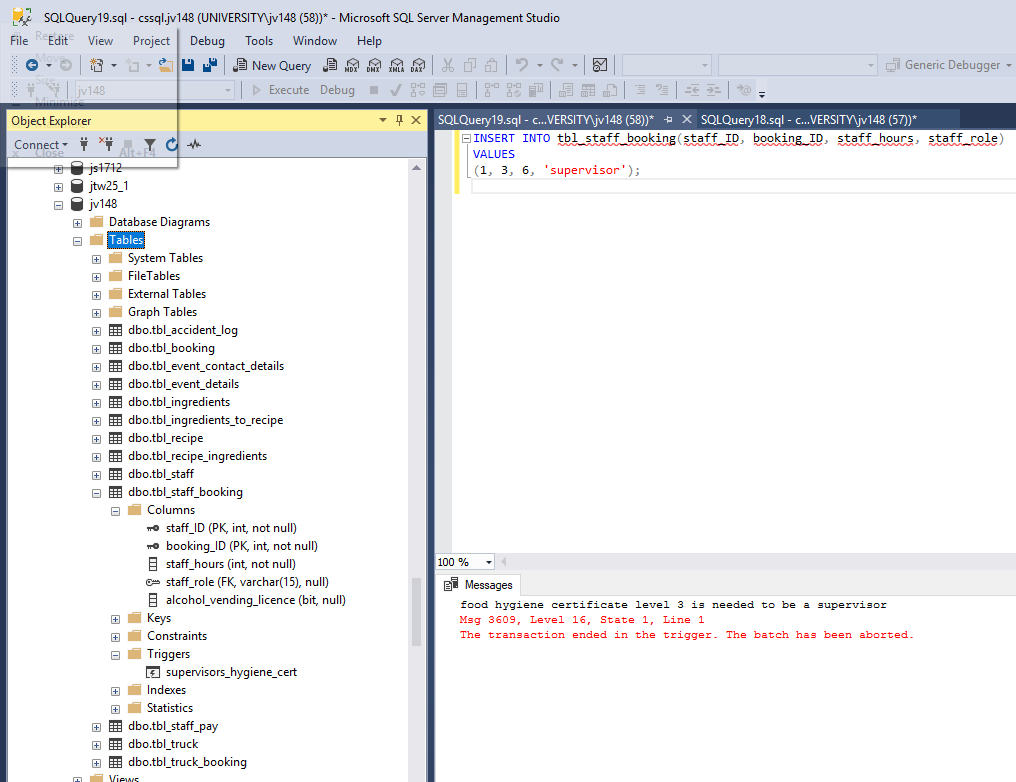 SQLQuery19.sql - cssql.jv148 (UNIVERSITY\jv148 (58))* - Microsoft SQL Server Management Studio
File Edit View Project Debug Tools Window Help
Restore
Move
Size
Minimise
Close Alt+F4
New Query MDX DMX XMLA DAX Generic Debugger
jv148 Execute Debug
Object Explorer
Connect
js1712
jtw25_1
jv148
Database Diagrams
Tables
System Tables
FileTables
External Tables
Graph Tables
dbo.tbl_accident_log
dbo.tbl_booking
dbo.tbl_event_contact_details
dbo.tbl_event_details
dbo.tbl_ingredients
dbo.tbl_ingredients_to_recipe
dbo.tbl_recipe
dbo.tbl_recipe_ingredients
dbo.tbl_staff
dbo.tbl_staff_booking
Columns
staff_ID (PK, int, not null)
booking_ID (PK, int, not null)
staff_hours (int, not null)
staff_role (FK, varchar(15), null)
alcohol_vending_licence (bit, null)
Keys
Constraints
Triggers
supervisors_hygiene_cert
Indexes
Statistics
dbo.tbl_staff_pay
dbo.tbl_truck
dbo.tbl_truck_booking
Views
SQLQuery19.sql - c...VERSITY\jv148 (58))* SQLQuery18.sql - c...VERSITY\jv148 (57))*
INSERT INTO tbl_staff_booking(staff_ID, booking_ID, staff_hours, staff_role)
VALUES
(1, 3, 6, 'supervisor');
100 %
Messages
food hygiene certificate level 3 is needed to be a supervisor
Msg 3609, Level 16, State 1, Line 1
The transaction ended in the trigger. The batch has been aborted.